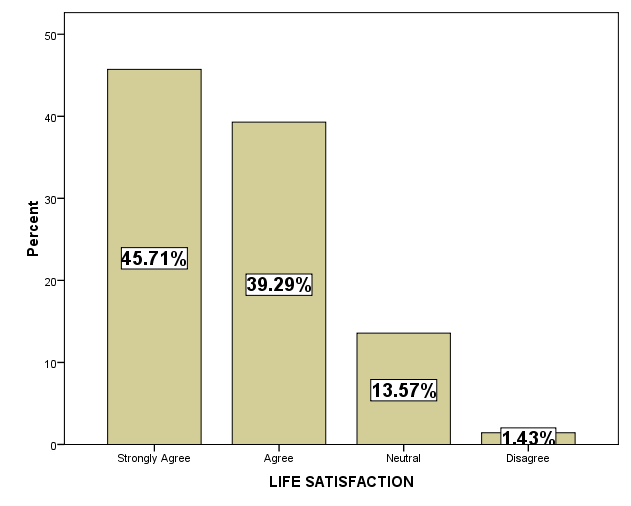 50
40
30
20
10
0
Percent
45.71%
39.29%
13.57%
1.43%
Strongly Agree
Agree
Neutral
Disagree
LIFE SATISFACTION